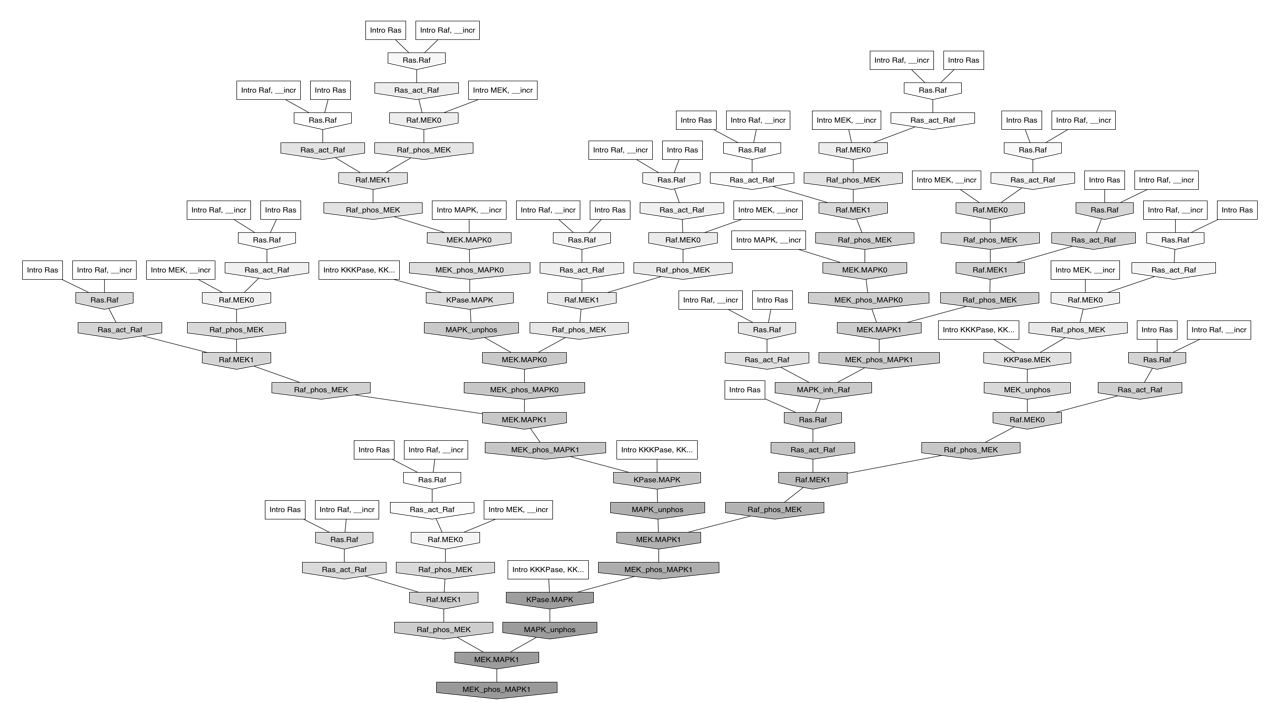 Intro Ras
Intro Raf, __incr
Ras.Raf
Intro Raf, __incr
Intro Ras
Intro Raf, __incr
Intro Ras
Ras_act_Raf
Intro MEK, __incr
Ras.Raf
Ras.Raf
Raf.MEK0
Intro Ras
Intro Raf, __incr
Intro MEK, __incr
Ras_act_Raf
Intro Ras
Intro Raf, __incr
Ras_act_Raf
Raf_phos_MEK
Intro Raf, __incr
Intro Ras
Ras.Raf
Raf.MEK0
Ras.Raf
Raf.MEK1
Ras.Raf
Ras_act_Raf
Raf_phos_MEK
Intro MEK, __incr
Ras_act_Raf
Intro Ras
Intro Raf, __incr
Intro Raf, __incr
Intro Ras
Raf_phos_MEK
Intro MAPK, __incr
Intro Raf, __incr
Intro Ras
Ras_act_Raf
Intro MEK, __incr
Raf.MEK1
Raf.MEK0
Ras.Raf
Intro Raf, __incr
Intro Ras
Ras.Raf
MEK.MAPK0
Ras.Raf
Raf.MEK0
Intro MAPK, __incr
Raf_phos_MEK
Raf_phos_MEK
Ras_act_Raf
Ras.Raf
Intro Ras
Intro Raf, __incr
Intro MEK, __incr
Ras_act_Raf
Intro KKKPase, KK...
MEK_phos_MAPK0
Ras_act_Raf
Raf_phos_MEK
MEK.MAPK0
Raf.MEK1
Intro MEK, __incr
Ras_act_Raf
Ras.Raf
Raf.MEK0
KPase.MAPK
Raf.MEK1
Intro Raf, __incr
Intro Ras
MEK_phos_MAPK0
Raf_phos_MEK
Raf.MEK0
Ras_act_Raf
Raf_phos_MEK
MAPK_unphos
Raf_phos_MEK
Ras.Raf
MEK.MAPK1
Intro KKKPase, KK...
Raf_phos_MEK
Intro Ras
Intro Raf, __incr
Raf.MEK1
MEK.MAPK0
Ras_act_Raf
MEK_phos_MAPK1
KKPase.MEK
Ras.Raf
Raf_phos_MEK
MEK_phos_MAPK0
Intro Ras
MAPK_inh_Raf
MEK_unphos
Ras_act_Raf
MEK.MAPK1
Ras.Raf
Raf.MEK0
Intro Ras
Intro Raf, __incr
MEK_phos_MAPK1
Intro KKKPase, KK...
Ras_act_Raf
Raf_phos_MEK
Ras.Raf
KPase.MAPK
Raf.MEK1
Intro Ras
Intro Raf, __incr
Ras_act_Raf
Intro MEK, __incr
MAPK_unphos
Raf_phos_MEK
Ras.Raf
Raf.MEK0
MEK.MAPK1
Ras_act_Raf
Raf_phos_MEK
Intro KKKPase, KK...
MEK_phos_MAPK1
Raf.MEK1
KPase.MAPK
Raf_phos_MEK
MAPK_unphos
MEK.MAPK1
MEK_phos_MAPK1